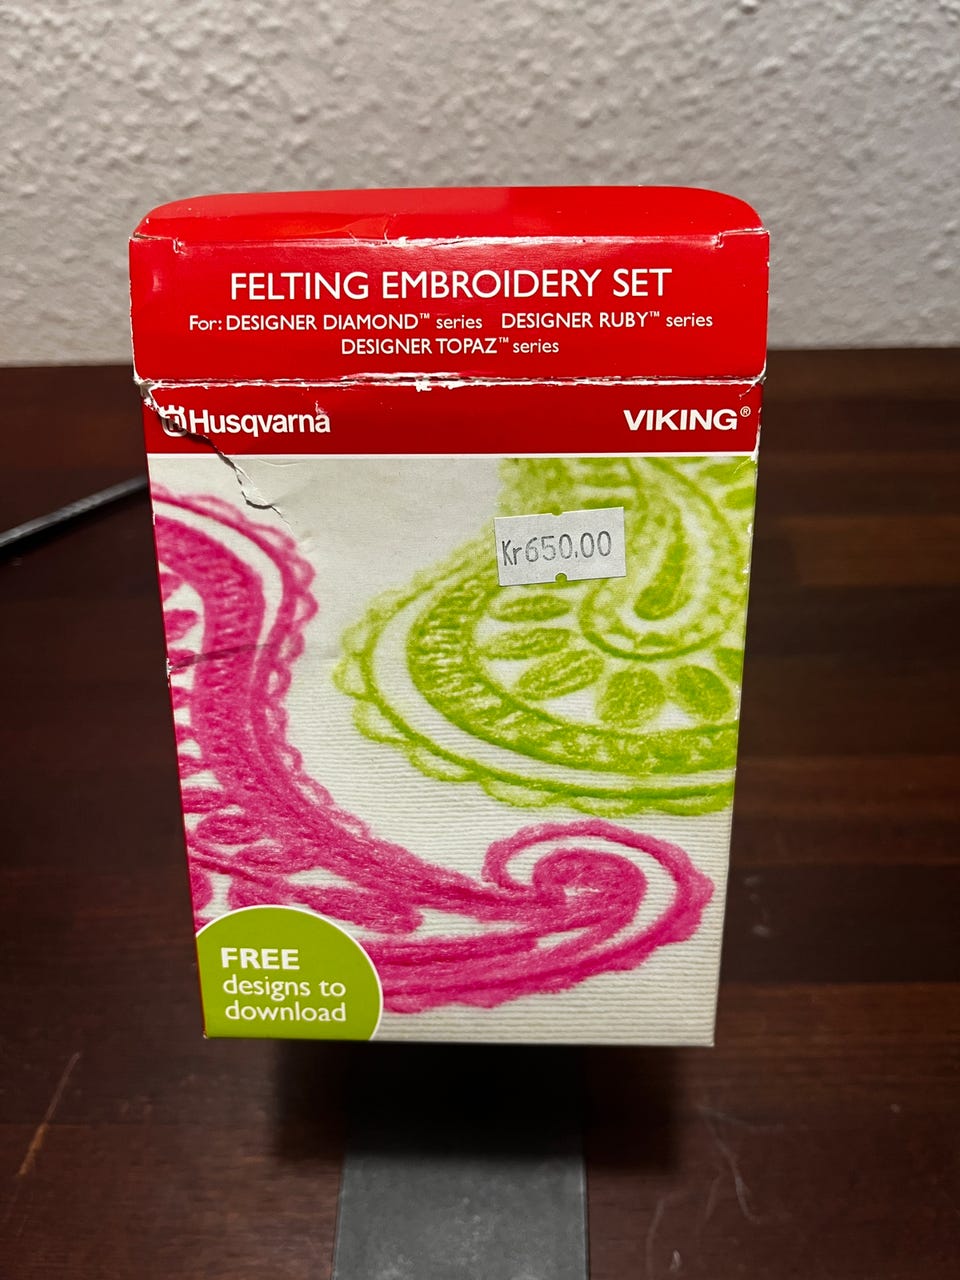 FELTING EMBROIDERY SET
For: DESIGNER DIAMOND™ series DESIGNER RUBY™ series
DESIGNER TOPAZ™ series
Husqvarna VIKING®
Kr650.00
FREE
designs to
download